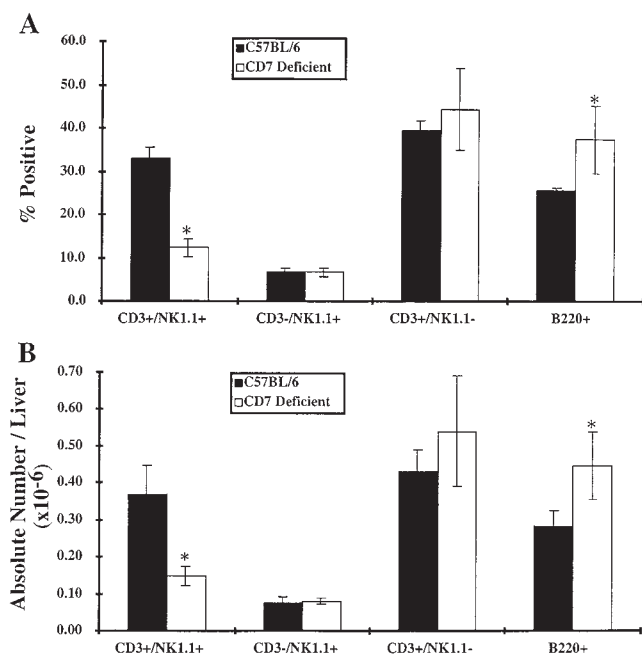 A
60.0
50.0
40.0
30.0
20.0
10.0
0.0
% Positive
C57BL/6
CD7 Deficient
*
*
CD3+/NK1.1+ CD3-/NK1.1+ CD3+/NK1.1- B220+
B
0.70
0.60
0.50
0.40
0.30
0.20
0.10
0.00
Absolute Number / Liver
(x10-6)
C57BL/6
CD7 Deficient
*
*
CD3+/NK1.1+ CD3-/NK1.1+ CD3+/NK1.1- B220+